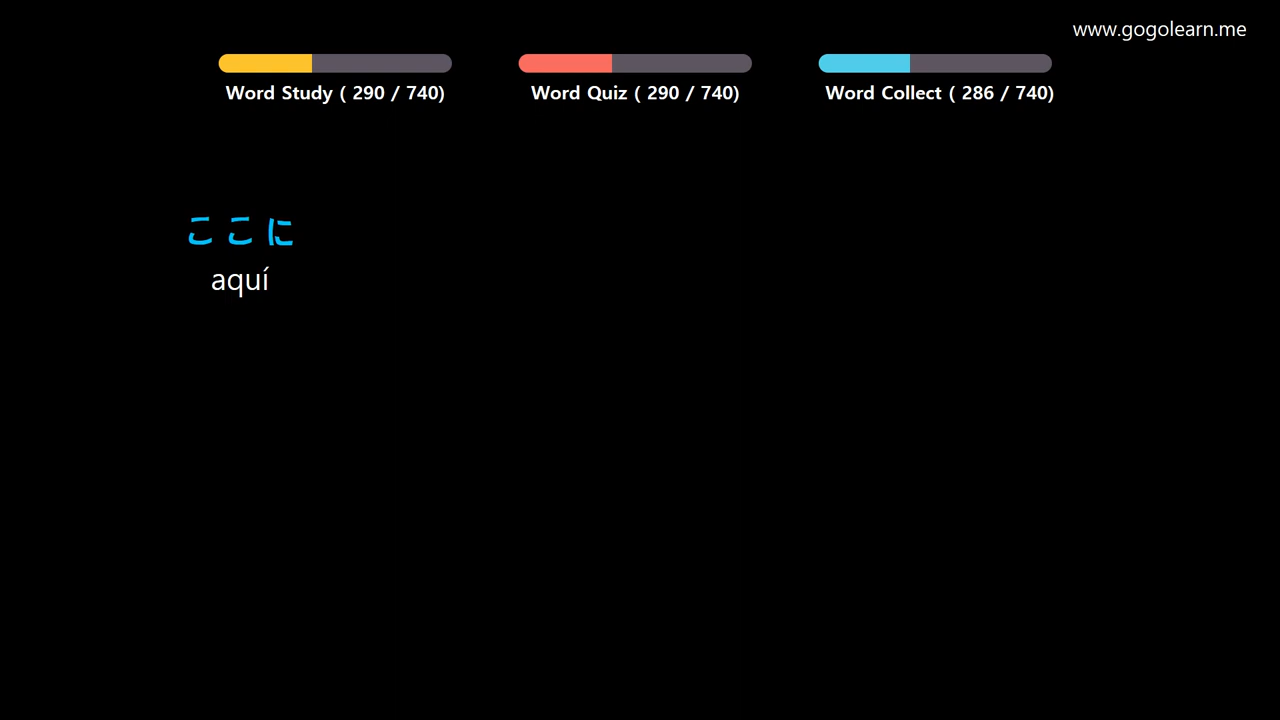 www.gogolearn.me
Word Study ( 290 / 740)
Word Quiz ( 290 / 740)
Word Collect ( 286 / 740)
ここに
aquí